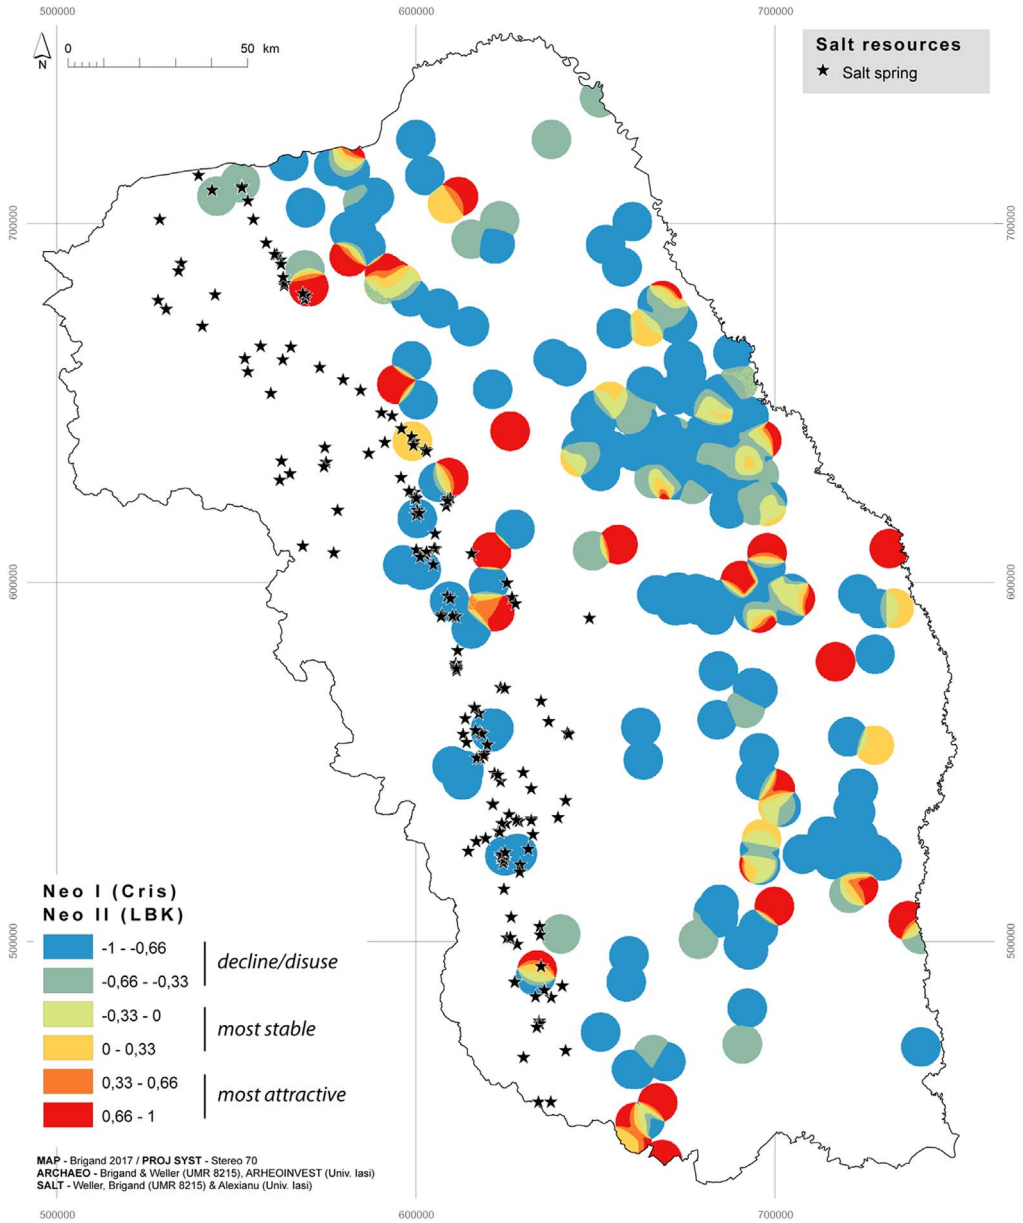 500000 600000 700000
0 50 km
N
Salt resources
Salt spring
700000 700000
600000 600000
Neo I (Cris)
Neo II (LBK)
-1 - -0,66
-0,66 - -0,33
decline/disuse
-0,33 - 0
0 - 0,33
most stable
0,33 - 0,66
0,66 - 1
most attractive
500000 500000
MAP - Brigand 2017 / PROJ SYST - Stereo 70
ARCHAEO - Brigand & Weller (UMR 8215), ARHEOINVEST (Univ. Iasi)
SALT - Weller, Brigand (UMR 8215) & Alexianu (Univ. Iasi)
500000 600000 700000